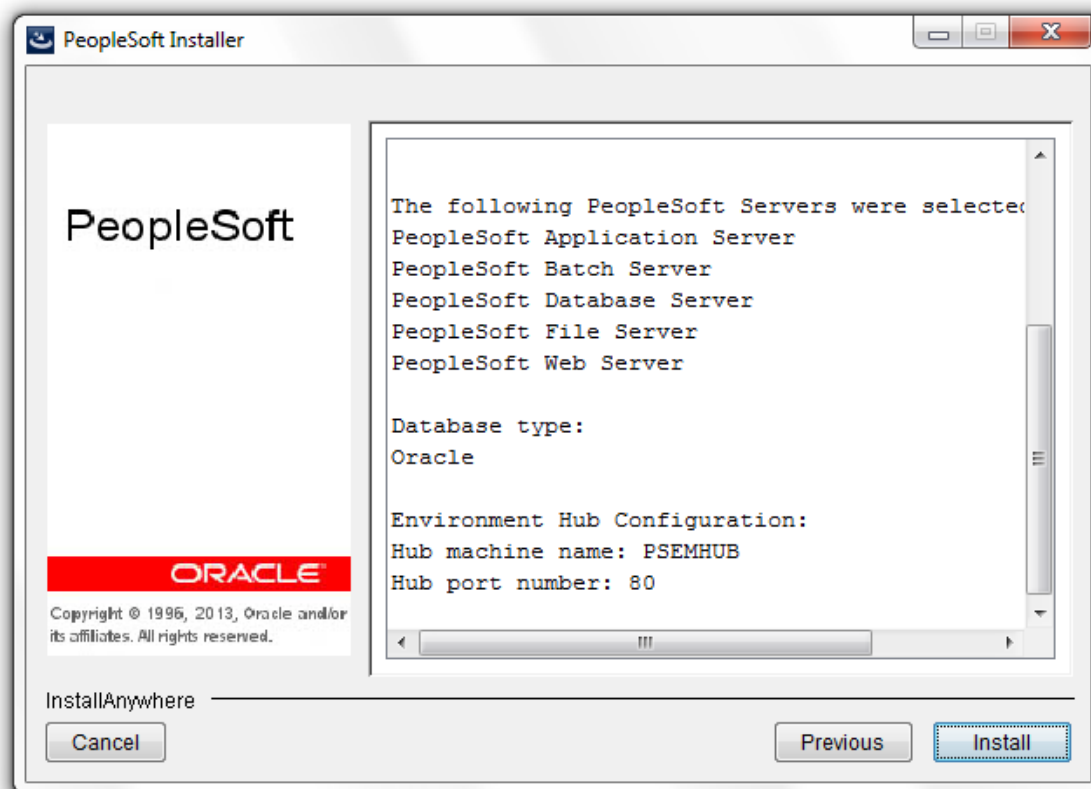 PeopleSoft Installer
PeopleSoft
The following PeopleSoft Servers were selected
PeopleSoft Application Server
PeopleSoft Batch Server
PeopleSoft Database Server
PeopleSoft File Server
PeopleSoft Web Server
Database type:
Oracle
Environment Hub Configuration:
Hub machine name: PSEMHUB
Hub port number: 80
ORACLE
Copyright © 1996, 2013, Oracle and/or
its affiliates. All rights reserved.
InstallAnywhere
Cancel
Previous
Install